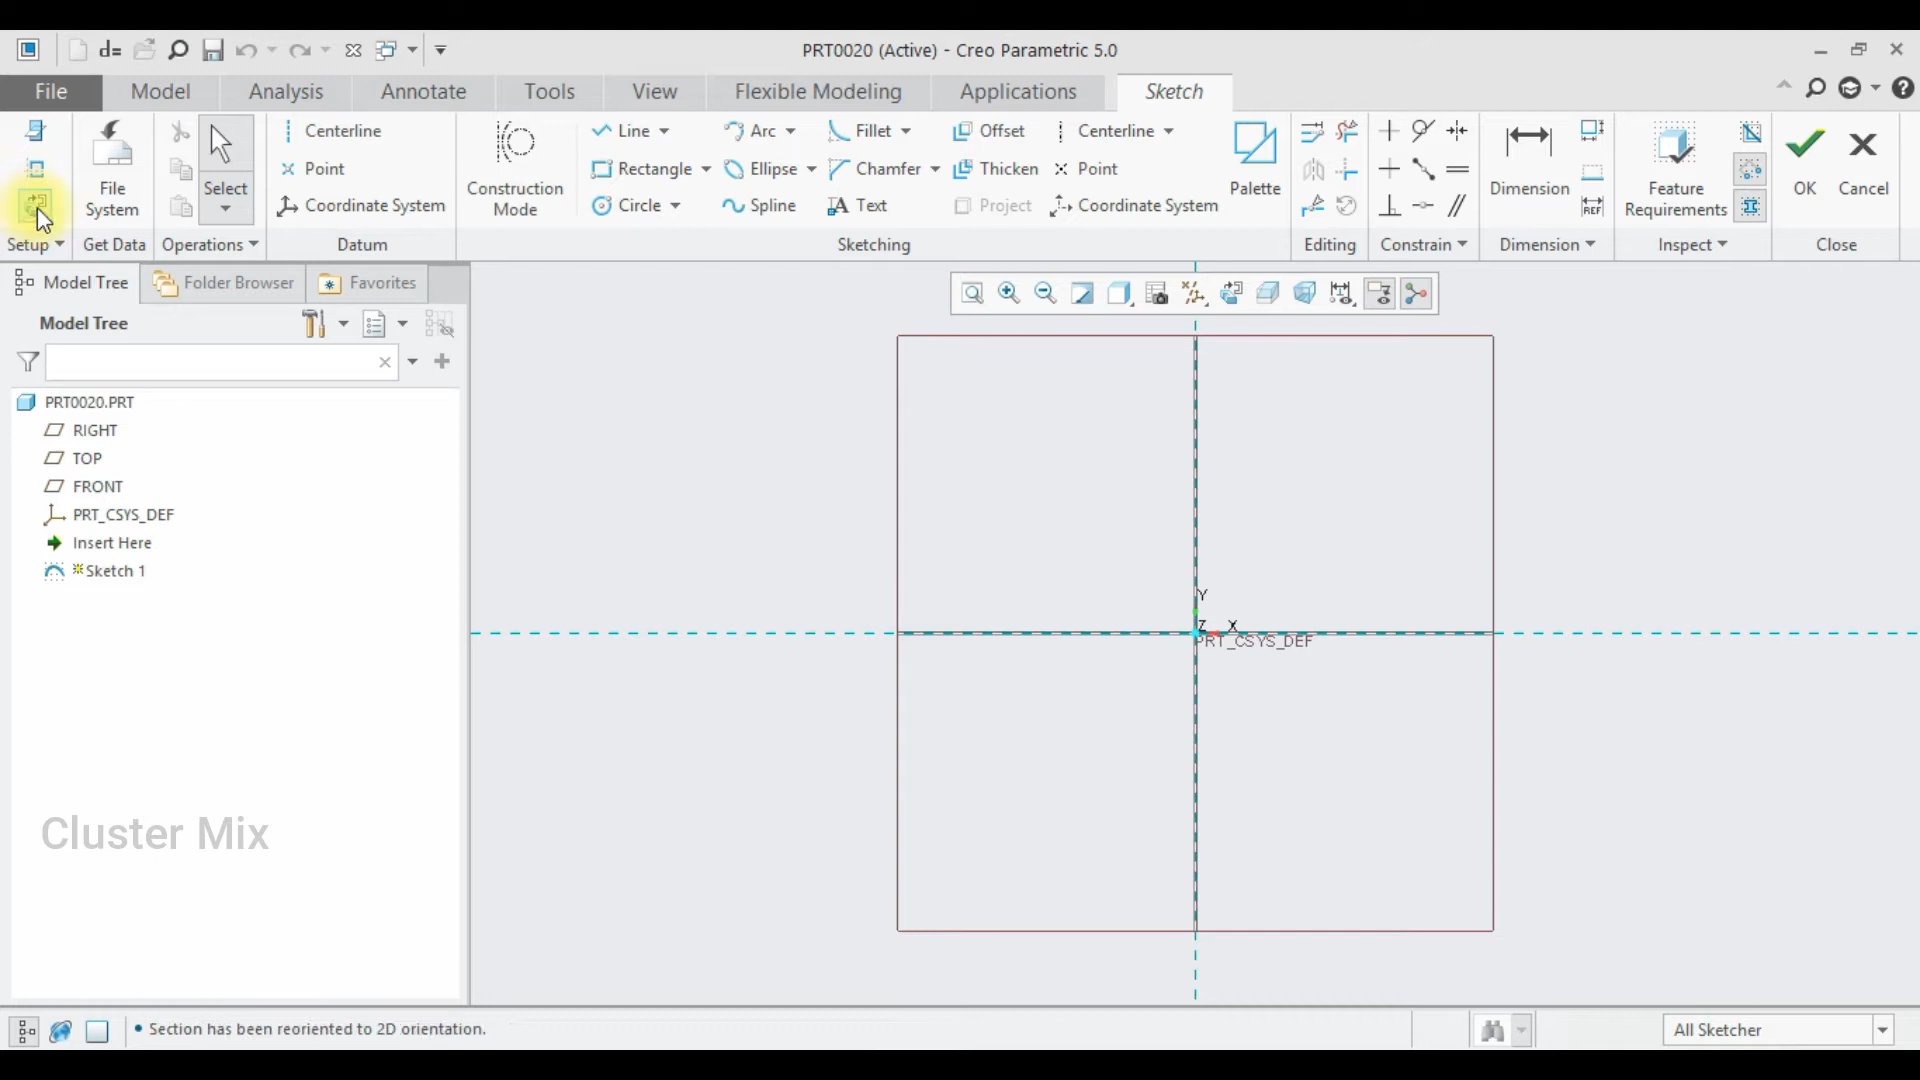 d=
PRT0020 (Active) - Creo Parametric 5.0
File Model Analysis Annotate Tools View Flexible Modeling Applications Sketch
Centerline Line Arc Fillet Offset Centerline
Point Rectangle Ellipse Chamfer Thicken Point
File System Select Construction Mode Palette Dimension Feature Requirements OK Cancel
Coordinate System Circle Spline Text Project Coordinate System
REF
Setup Get Data Operations Datum Sketching Editing Constrain Dimension Inspect Close
Model Tree Folder Browser Favorites
Model Tree
PRT0020.PRT
RIGHT
TOP
FRONT
PRT_CSYS_DEF
Insert Here
Sketch 1
Y
Z X
PRT_CSYS_DEF
Cluster Mix
Section has been reoriented to 2D orientation.
All Sketcher